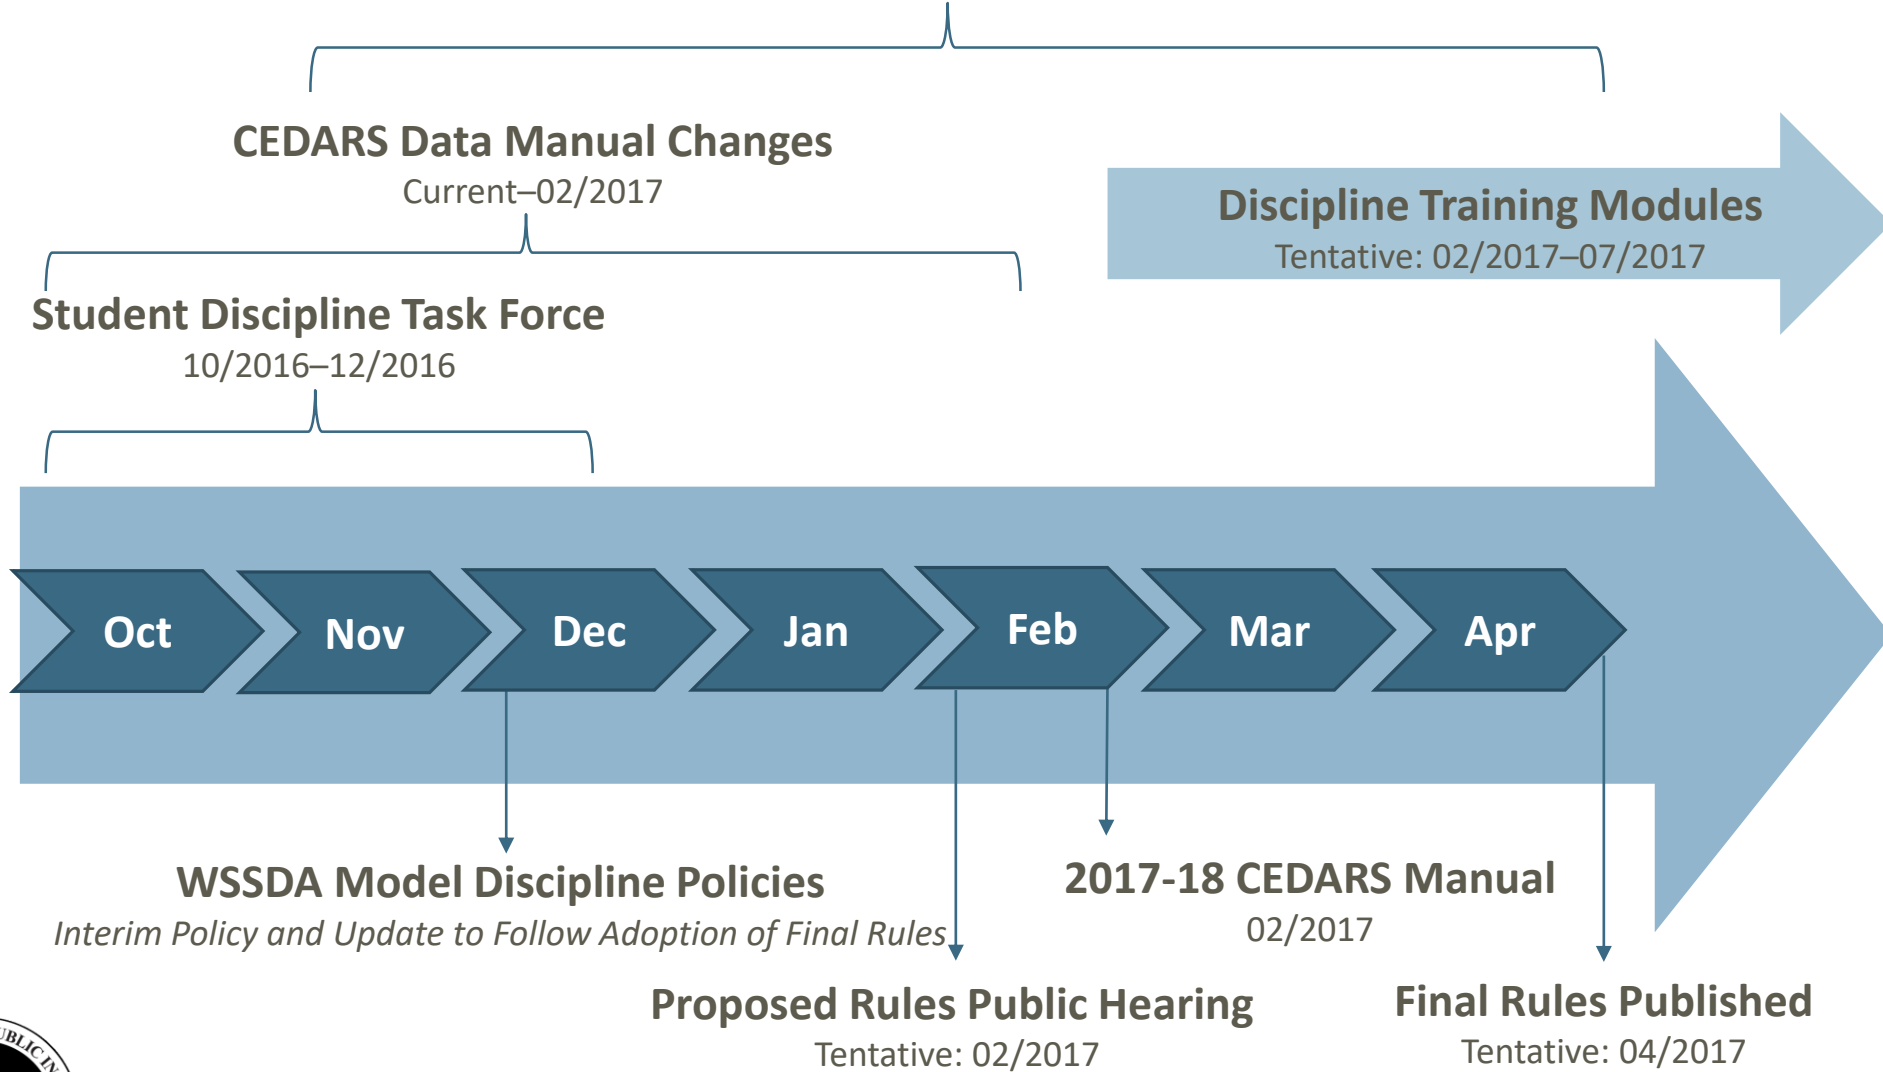 CEDARS Data Manual Changes
Current–02/2017
Discipline Training Modules
Tentative: 02/2017–07/2017
Student Discipline Task Force
10/2016–12/2016
Oct
Nov
Dec
Jan
Feb
Mar
Apr
WSSDA Model Discipline Policies
Interim Policy and Update to Follow Adoption of Final Rules
2017-18 CEDARS Manual
02/2017
Proposed Rules Public Hearing
Tentative: 02/2017
Final Rules Published
Tentative: 04/2017